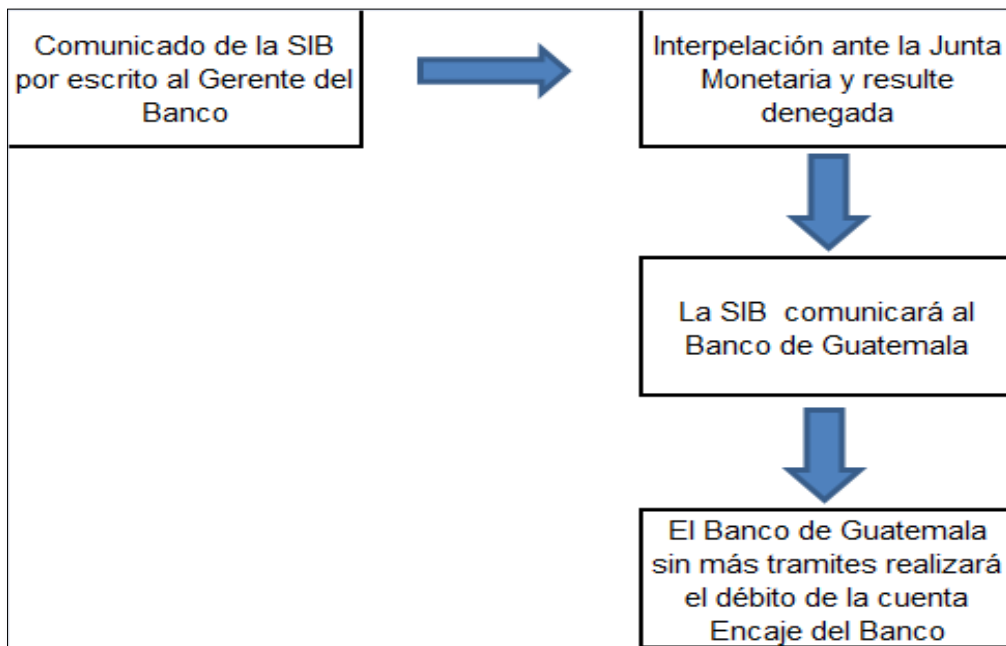 Comunicado de la SIB
por escrito al Gerente del
Banco
Interpelación ante la Junta
Monetaria y resulte
denegada
La SIB comunicará al
Banco de Guatemala
El Banco de Guatemala
sin más tramites realizará
el débito de la cuenta
Encaje del Banco